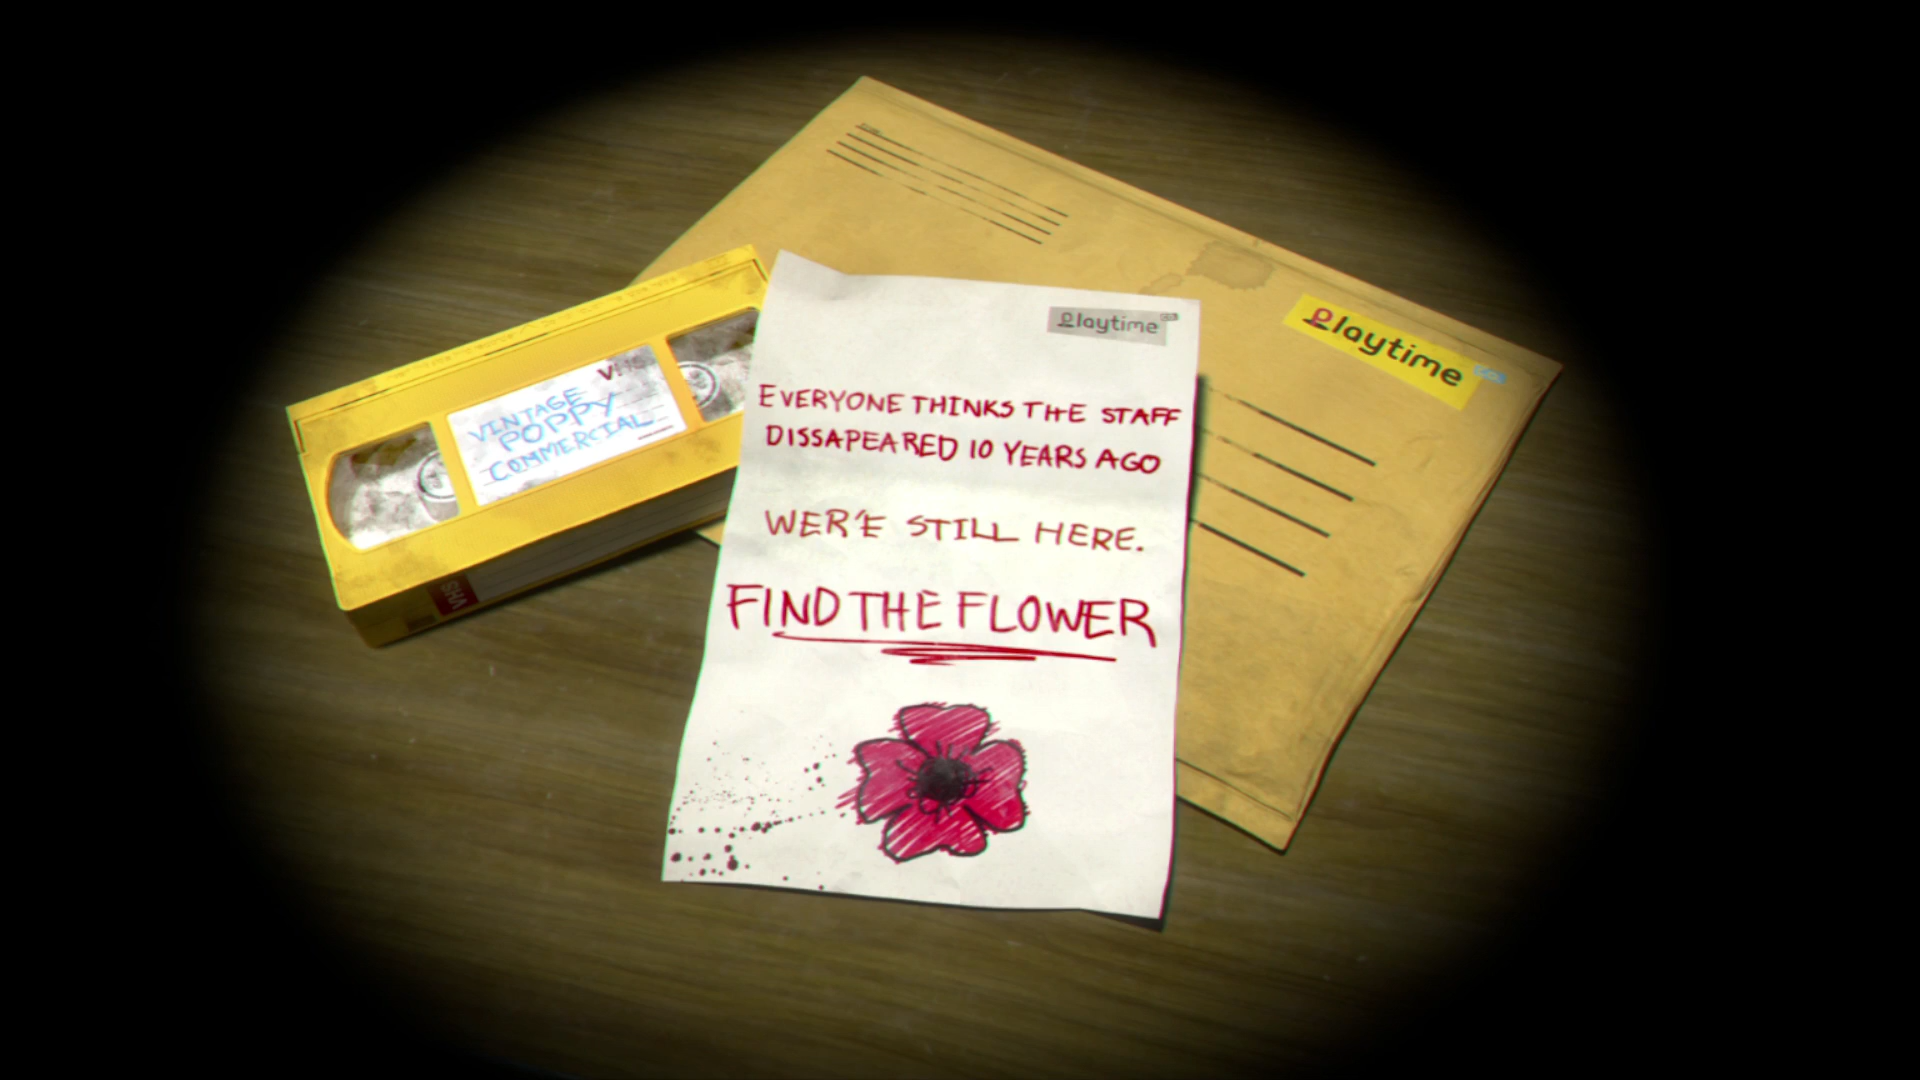 VINTAGE
POPPY
COMMERCIAL
VHS
Playtime
EVERYONE THINKS THE STAFF
DISSAPEARED 10 YEARS AGO
WER'E STILL HERE.
FIND THE FLOWER
Playtime